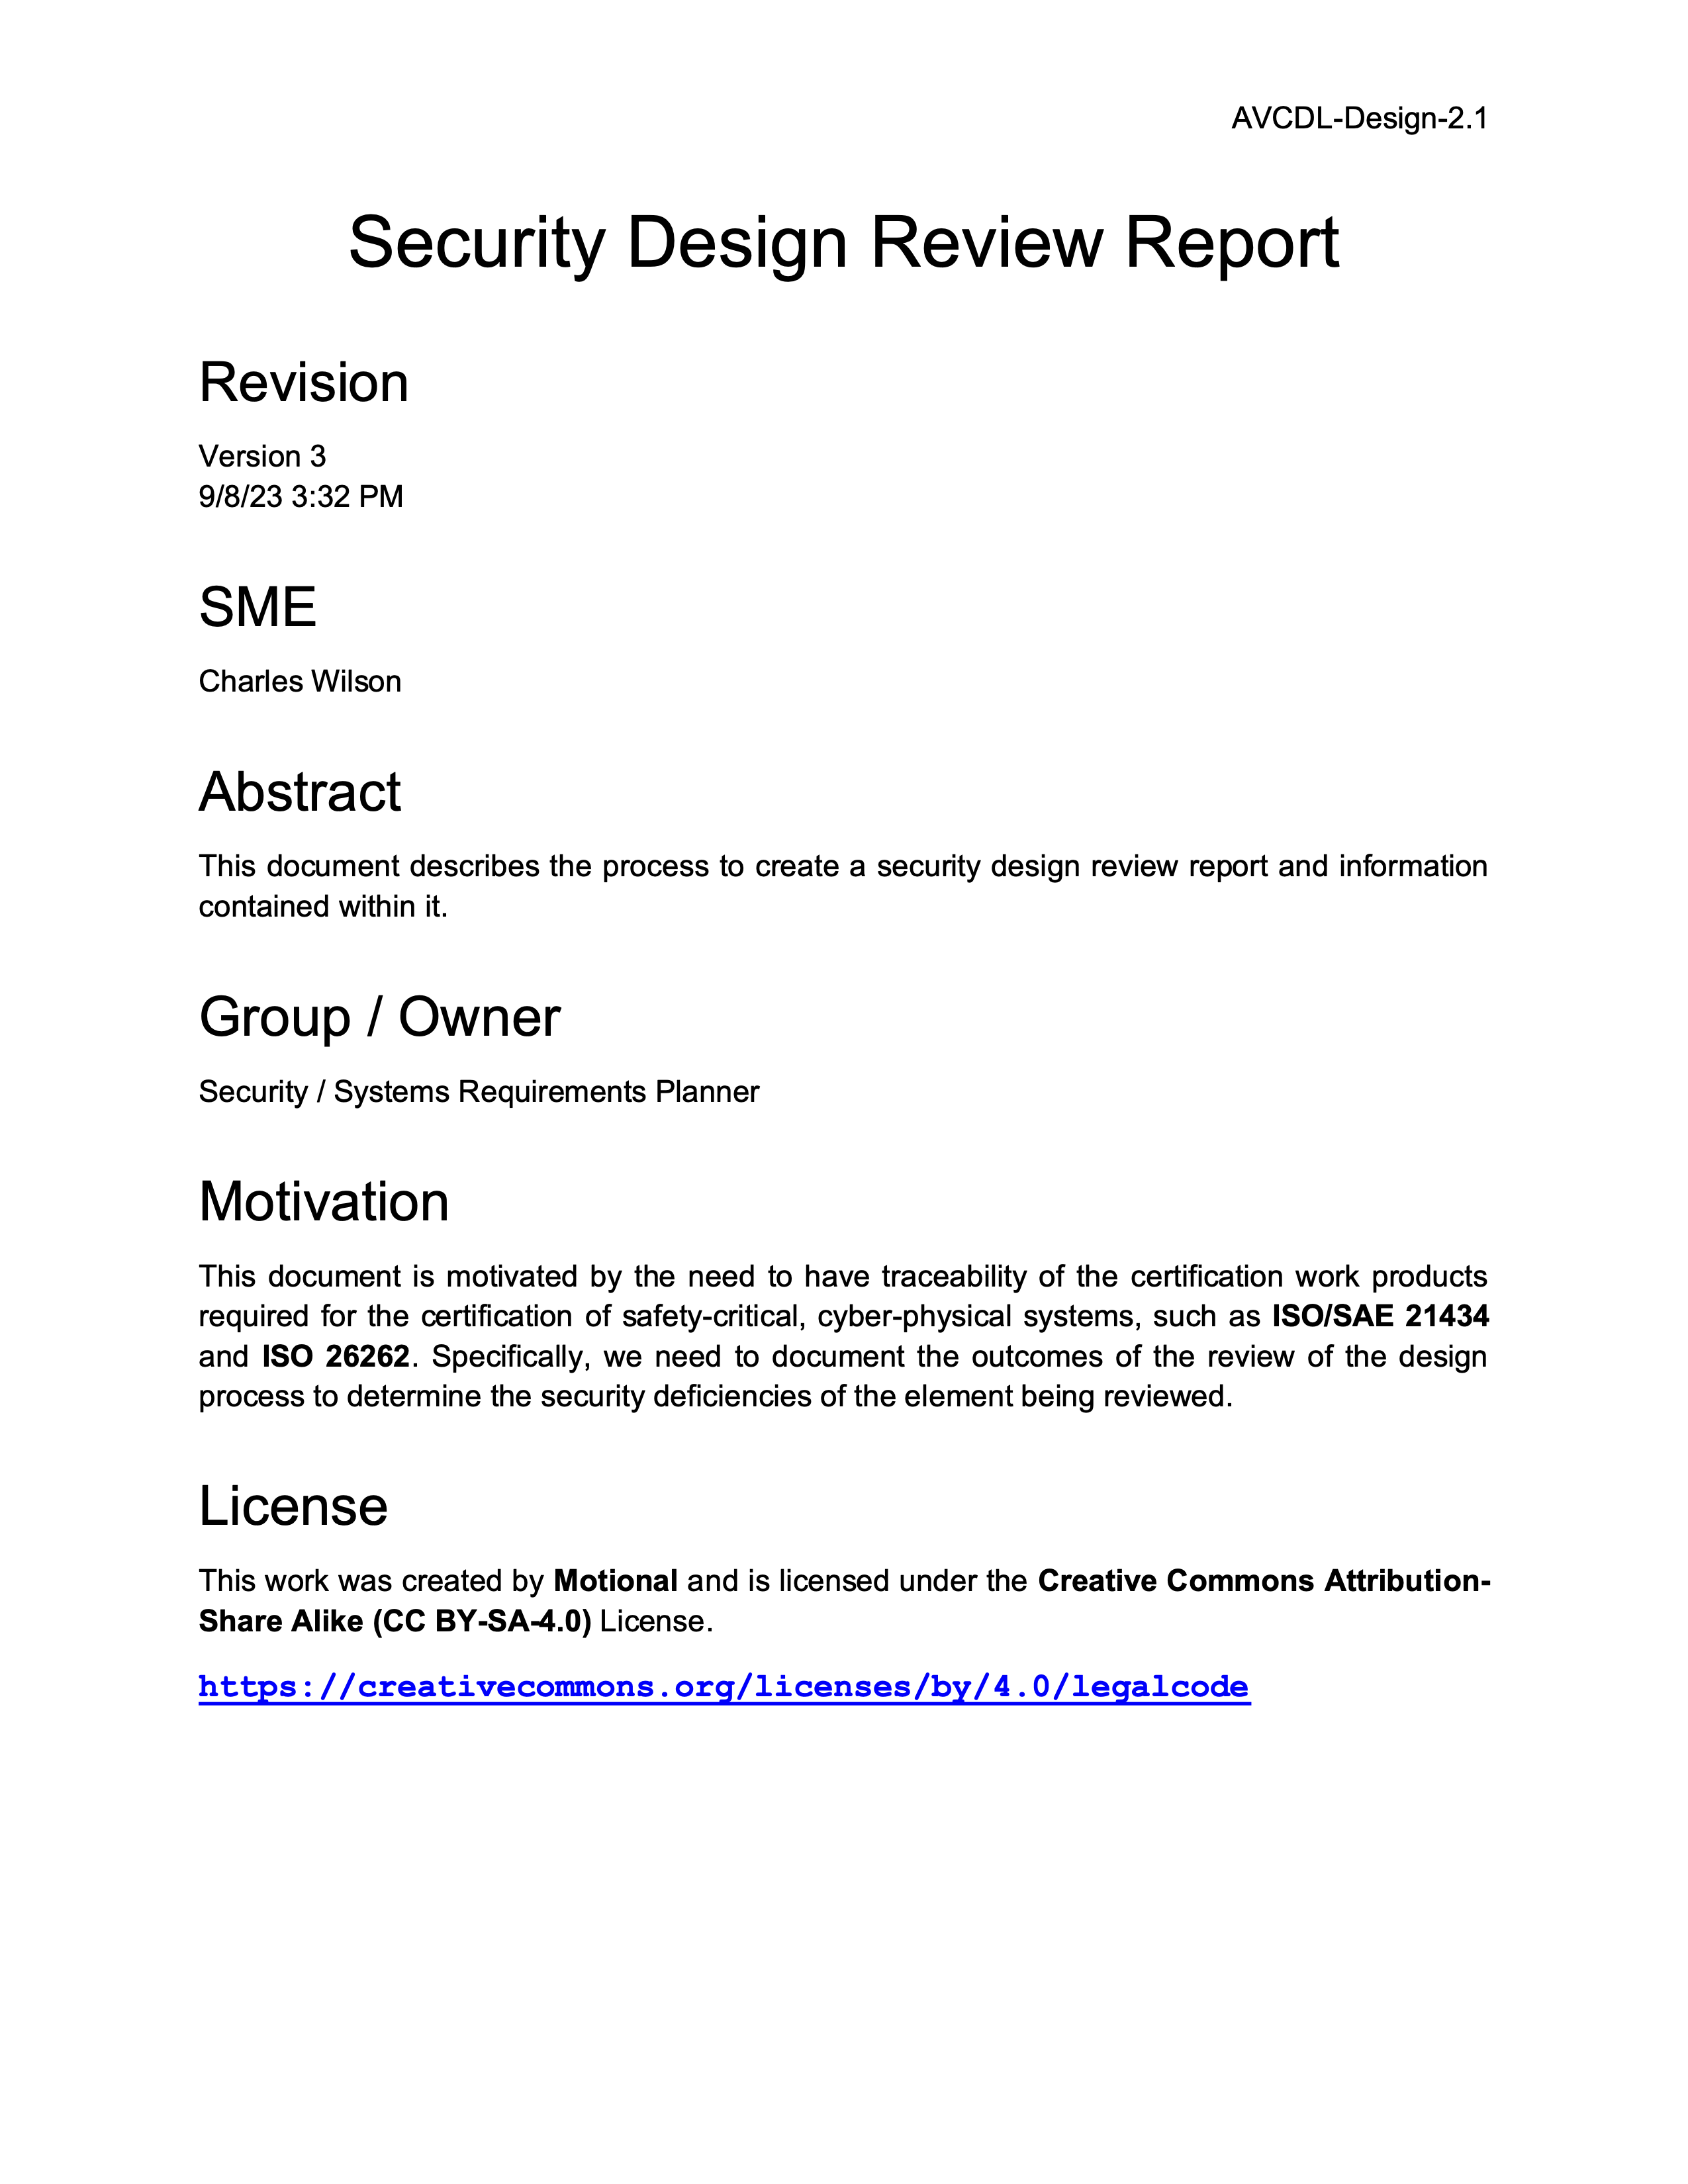 AVCDL-Design-2.1
Security Design Review Report
Revision
Version 3
9/8/23 3:32 PM
SME
Charles Wilson
Abstract
This document describes the process to create a security design review report and information
contained within it.
Group / Owner
Security / Systems Requirements Planner
Motivation
This document is motivated by the need to have traceability of the certification work products
required for the certification of safety-critical, cyber-physical systems, such as ISO/SAE 21434
and ISO 26262. Specifically, we need to document the outcomes of the review of the design
process to determine the security deficiencies of the element being reviewed.
License
This work was created by Motional and is licensed under the Creative Commons Attribution-
Share Alike (CC BY-SA-4.0) License.
https://creativecommons.org/licenses/by/4.0/legalcode